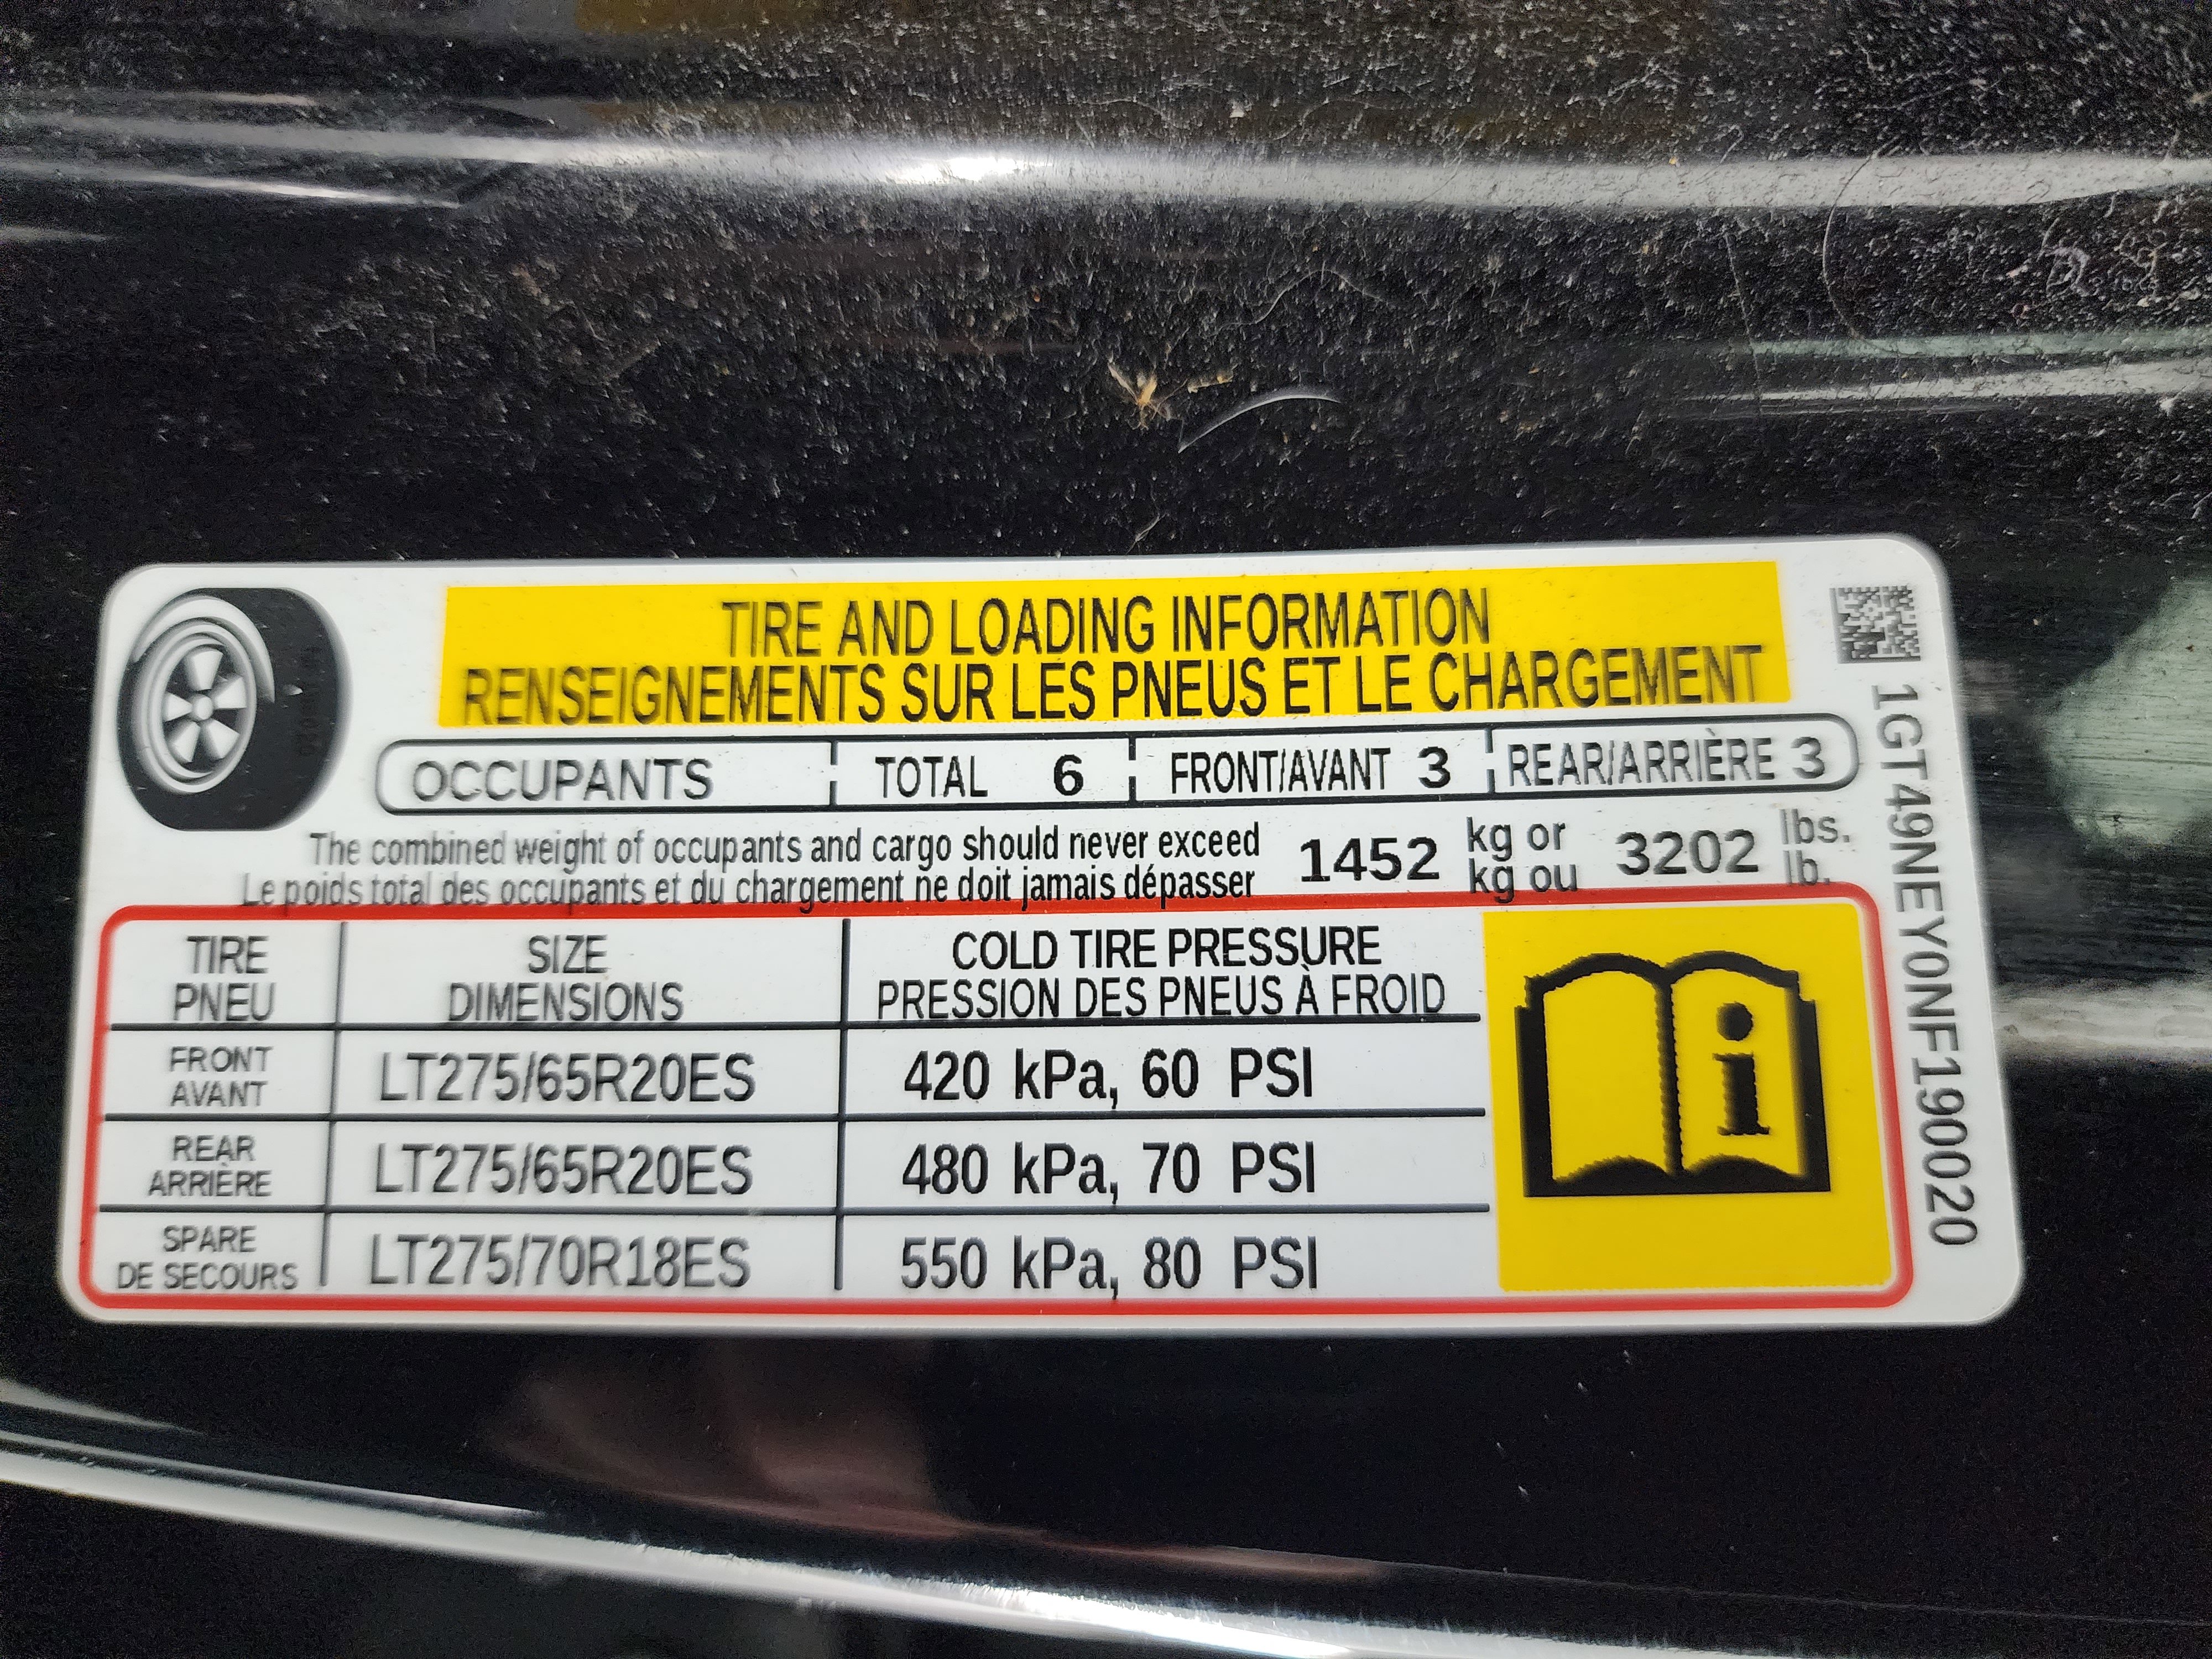 TIRE AND LOADING INFORMATION
RENSEIGNEMENTS SUR LES PNEUS ET LE CHARGEMENT
OCCUPANTS TOTAL 6 FRONT/AVANT 3 REAR/ARRIÈRE 3
The combined weight of occupants and cargo should never exceed 1452 kg or 3202 lbs.
Le poids total des occupants et du chargement ne doit jamais dépasser kg ou lb.
TIRE SIZE COLD TIRE PRESSURE
PNEU DIMENSIONS PRESSION DES PNEUS À FROID
FRONT
AVANT LT275/65R20ES 420 kPa, 60 PSI
REAR
ARRIÈRE LT275/65R20ES 480 kPa, 70 PSI
SPARE
DE SECOURS LT275/70R18ES 550 kPa, 80 PSI
i
1GT49NEY0NF190020